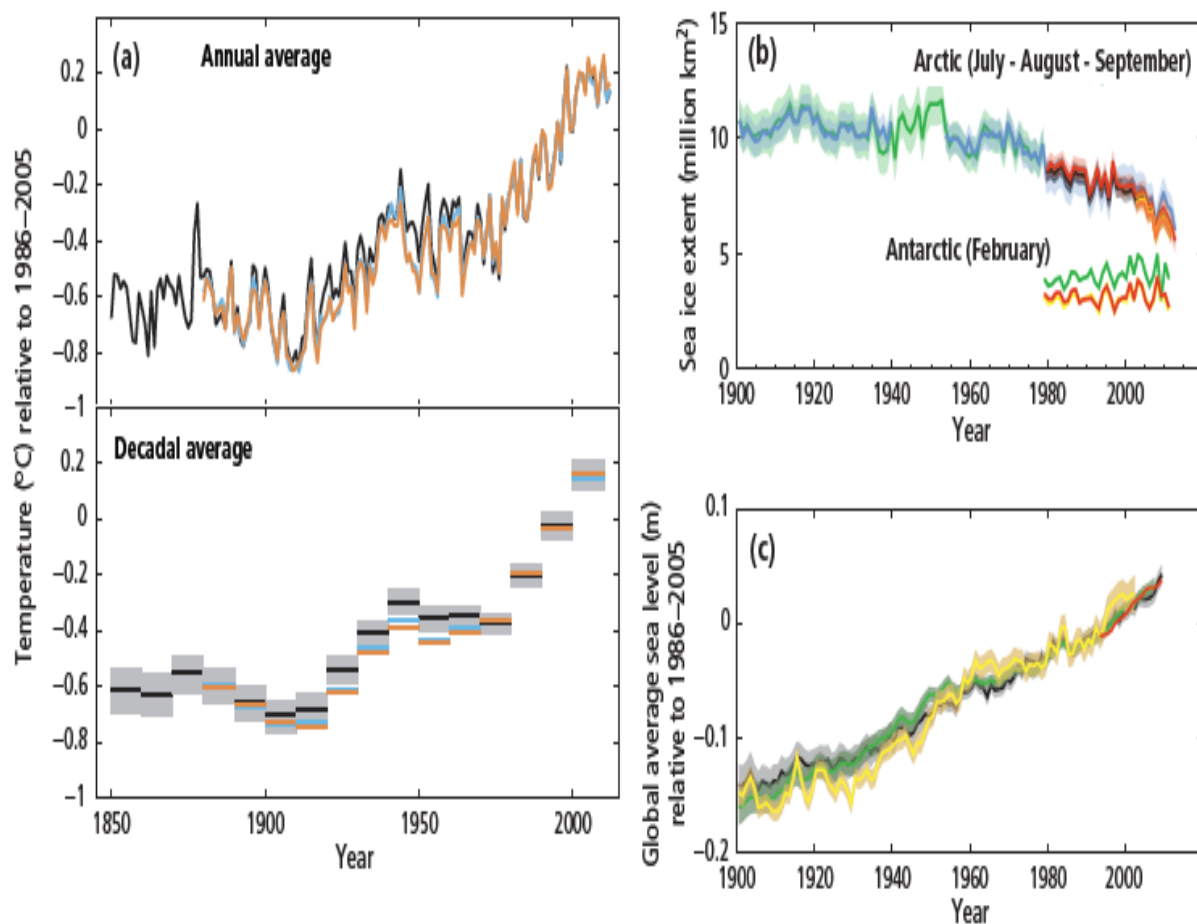 Temperature (°C) relative to 1986–2005
(a)
Annual average
0.2
0
−0.2
−0.4
−0.6
−0.8
−1
Decadal average
0.2
0
−0.2
−0.4
−0.6
−0.8
−1
1850
1900
1950
2000
Year
Sea ice extent (million km²)
(b)
Arctic (July - August - September)
Antarctic (February)
15
10
5
0
1900
1920
1940
1960
1980
2000
Year
Global average sea level (m)
relative to 1986–2005
(c)
0.1
0
−0.1
−0.2
1900
1920
1940
1960
1980
2000
Year